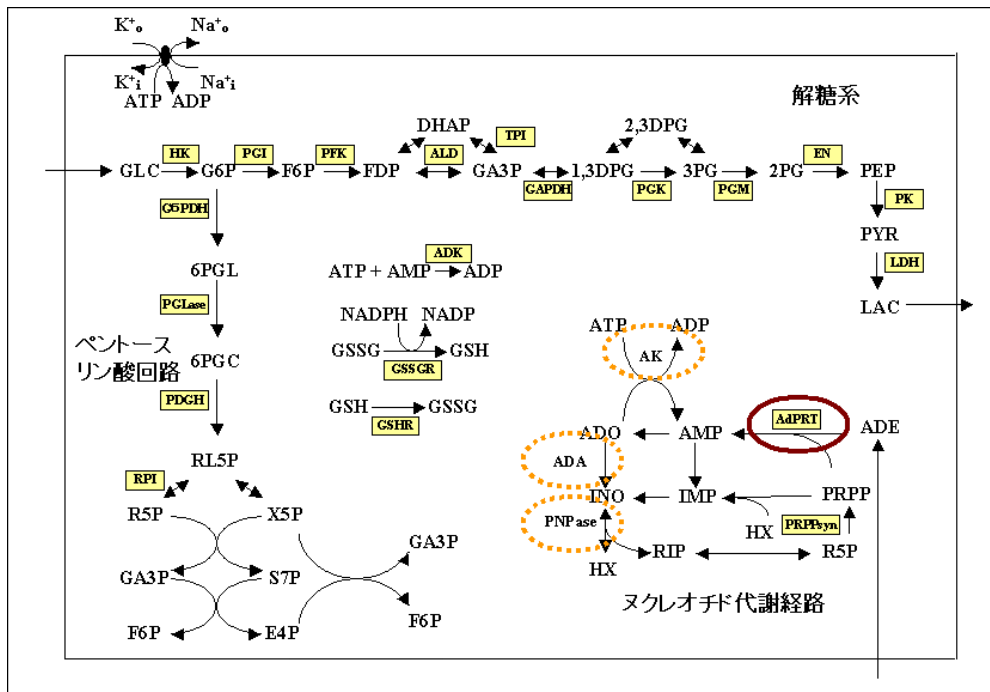 K⁺o Na⁺o
K⁺i Na⁺i
ATP ADP
解糖系
DHAP TPI 2,3DPG
HK PGI PFK ALD EN
GLC G6P F6P FDP GA3P 1,3DPG 3PG 2PG PEP
GAPDH PGK PGM
PK
G6PDH
PYR
ADK
LDH
6PGL ATP + AMP ADP
PGLase
LAC
NADPH NADP
ATP ADP
ペントース
リン酸回路
6PGC
GSSG GSH
AK
GSSGR
PDGH
GSH GSSG
GSHR
AdPRT
ADO AMP ADE
RL5P
ADA
RPI
INO IMP PRPP
R5P X5P
PNPase
HX PRPPsyn
GA3P
RIP R5P
HX
GA3P S7P
ヌクレオチド代謝経路
F6P
F6P E4P